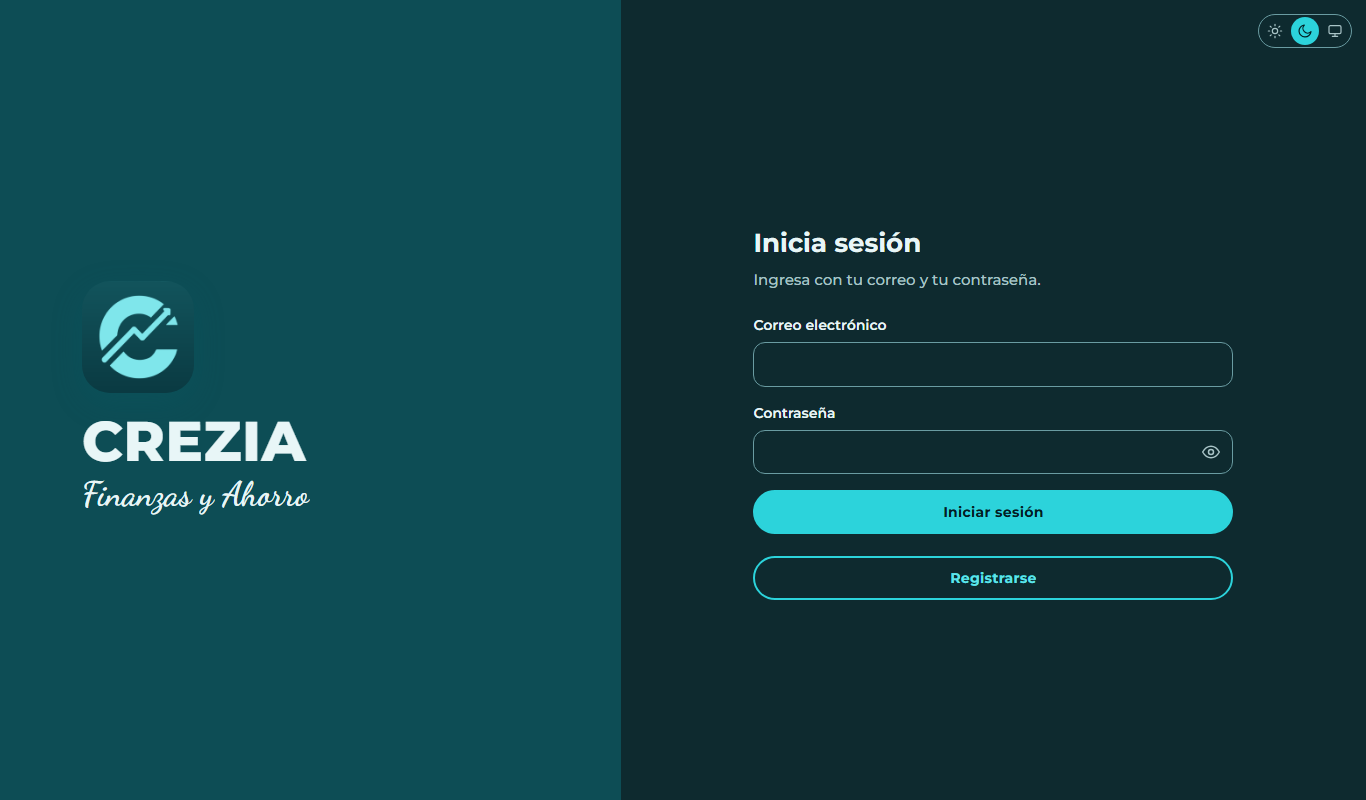 CREZIA
Finanzas y Ahorro
Inicia sesión
Ingresa con tu correo y tu contraseña.
Correo electrónico
Contraseña
Iniciar sesión
Registrarse